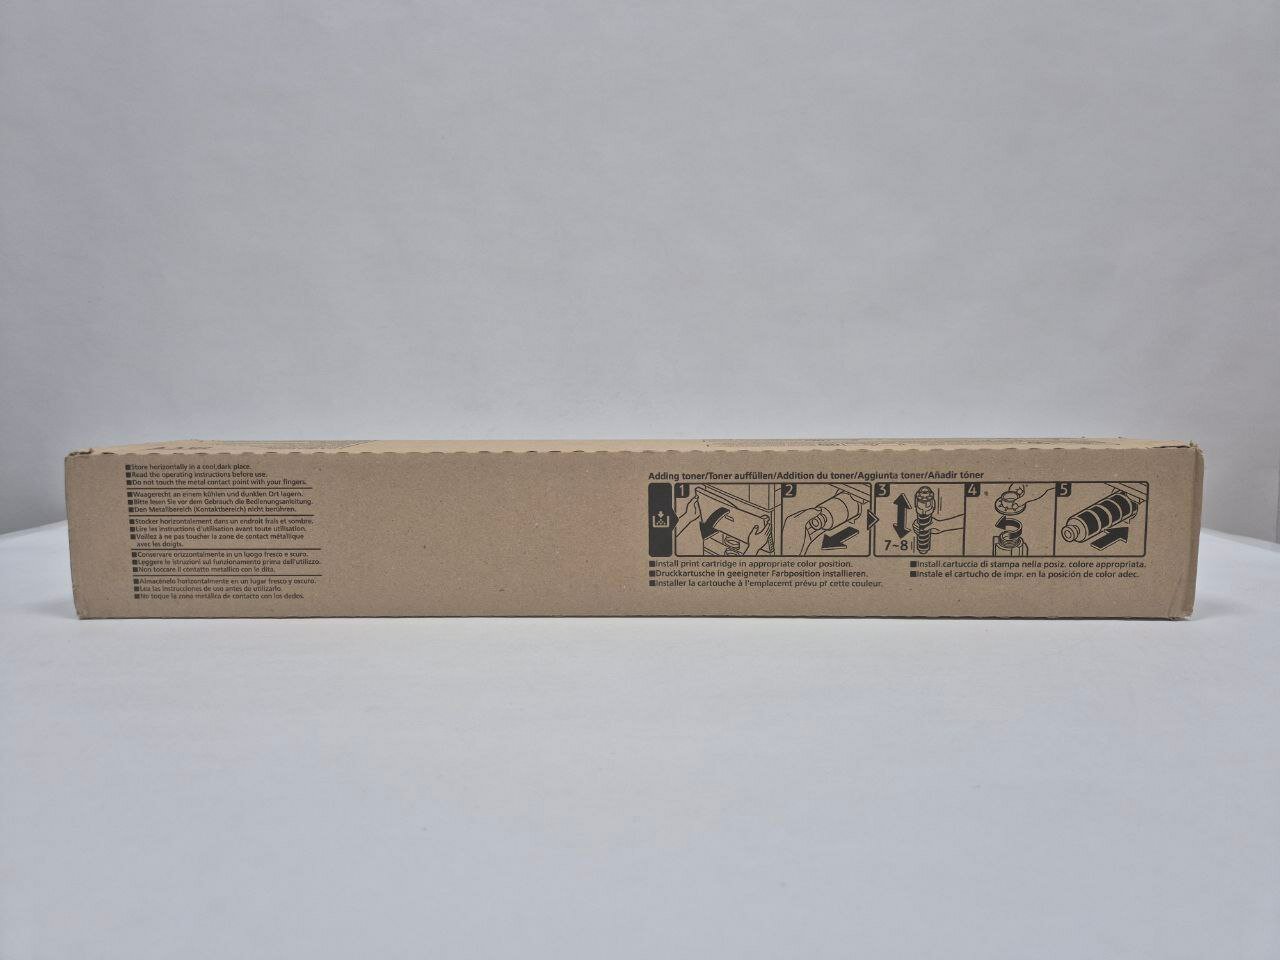 ■Store horizontally in a cool,dark place.
■Read the operating instructions before use.
■Do not touch the metal contact point with your fingers.
■Waagerecht an einem kühlen und dunklen Ort lagern.
■Bitte lesen Sie vor dem Gebrauch die Bedienungsanleitung.
■Den Metallbereich (Kontaktbereich) nicht berühren.
■Stocker horizontalement dans un endroit frais et sombre.
■Lire les instructions d'utilisation avant toute utilisation.
■Veillez à ne pas toucher la zone de contact métallique
avec les doigts.
■Conservare orizzontalmente in un luogo fresco e scuro.
■Leggere le istruzioni sul funzionamento prima dell'utilizzo.
■Non toccare il contatto metallico con le dita.
■Almacénelo horizontalmente en un lugar fresco y oscuro.
■Lea las instrucciones de uso antes de utilizarlo.
■No toque la zona metálica de contacto con los dedos.
Adding toner/Toner auffüllen/Addition du toner/Aggiunta toner/Añadir tóner
1 2 3 4 5
7~8
■Install print cartridge in appropriate color position.
■Druckkartusche in geeigneter Farbposition installieren.
■Installer la cartouche à l'emplacemt prévu pr cette couleur.
■Install.cartuccia di stampa nella posiz. colore appropriata.
■Instale el cartucho de impr. en la posición de color adec.